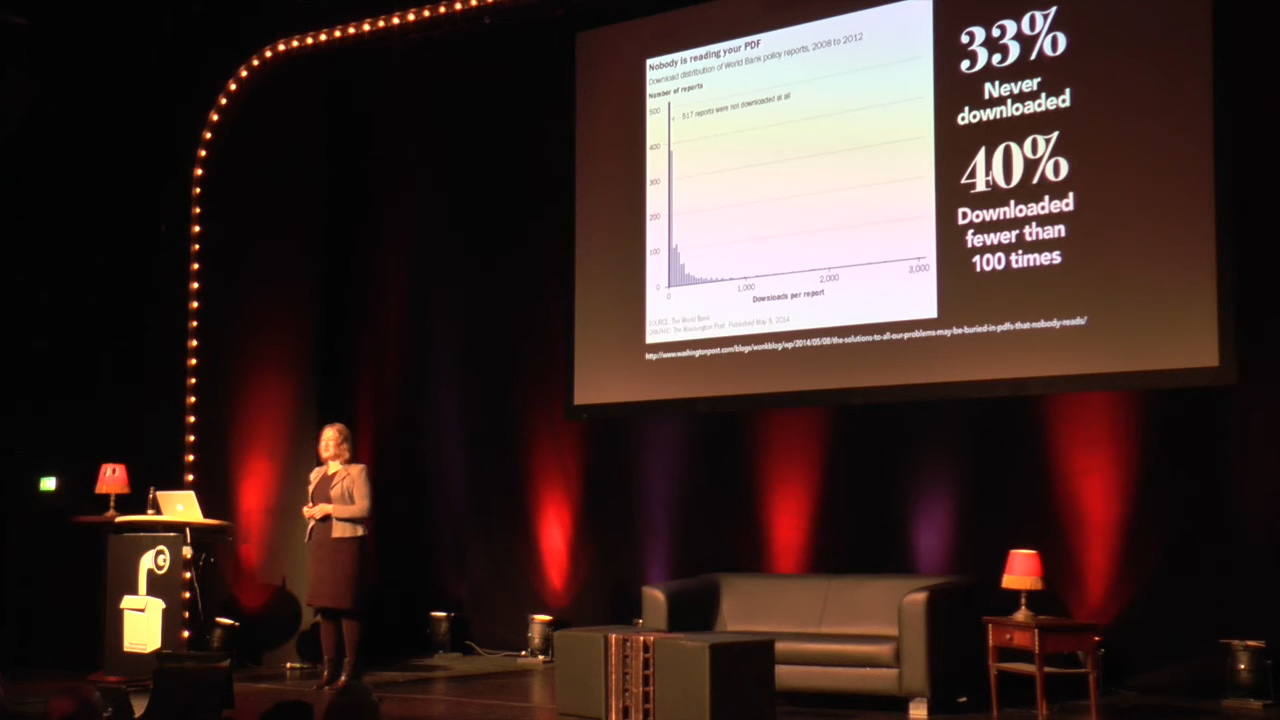 Nobody is reading your PDF
Download distribution of World Bank policy reports, 2008 to 2012
Number of reports
500
517 reports were not downloaded at all
400
300
200
100
0
0
1,000
2,000
3,000
Downloads per report
SOURCE: The World Bank
GRAPHIC: The Washington Post. Published May 8, 2014
33%
Never
downloaded
40%
Downloaded
fewer than
100 times
http://www.washingtonpost.com/blogs/wonkblog/wp/2014/05/08/the-solutions-to-all-our-problems-may-be-buried-in-pdfs-that-nobody-reads/